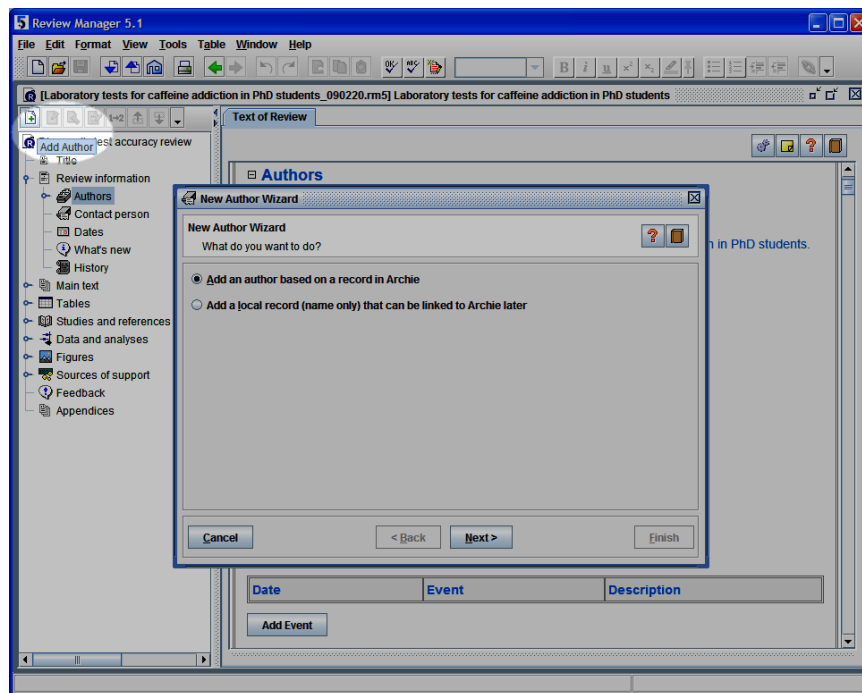 Review Manager 5.1
File Edit Format View Tools Table Window Help
B i u x² x₂
[Laboratory tests for caffeine addiction in PhD students_090220.rm5] Laboratory tests for caffeine addiction in PhD students
Text of Review
Add Author
est accuracy review
Title
Review information
Authors
Contact person
Dates
What's new
History
Main text
Tables
Studies and references
Data and analyses
Figures
Sources of support
Feedback
Appendices
Authors
n in PhD students.
New Author Wizard
New Author Wizard
What do you want to do?
Add an author based on a record in Archie
Add a local record (name only) that can be linked to Archie later
Cancel
< Back
Next >
Finish
Date Event Description
Add Event